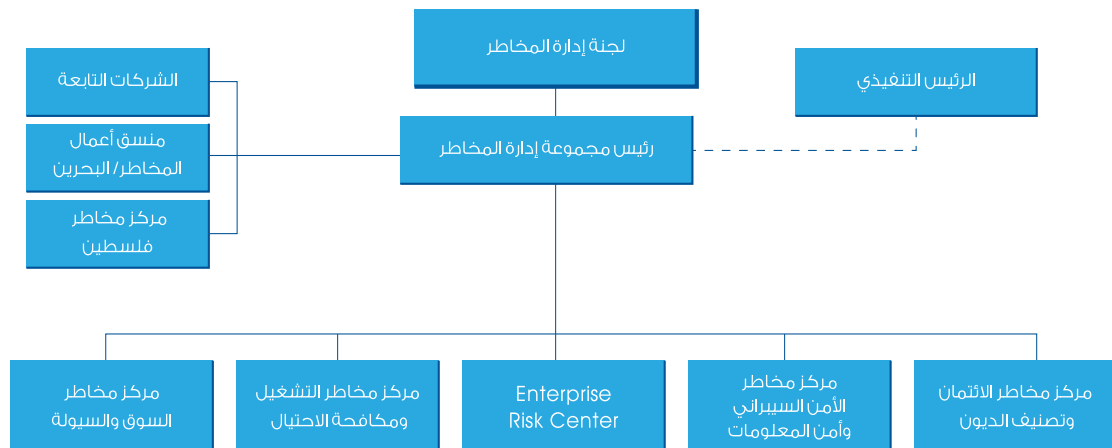 لجنة إدارة المخاطر
الرئيس التنفيذي
رئيس مجموعة إدارة المخاطر
الشركات التابعة
منسق أعمال
المخاطر/ البحرين
مركز مخاطر
فلسطين
مركز مخاطر الائتمان
وتصنيف الديون
مركز مخاطر
الأمن السيبراني
وأمن المعلومات
Enterprise
Risk Center
مركز مخاطر التشغيل
ومكافحة الاحتيال
مركز مخاطر
السوق والسيولة